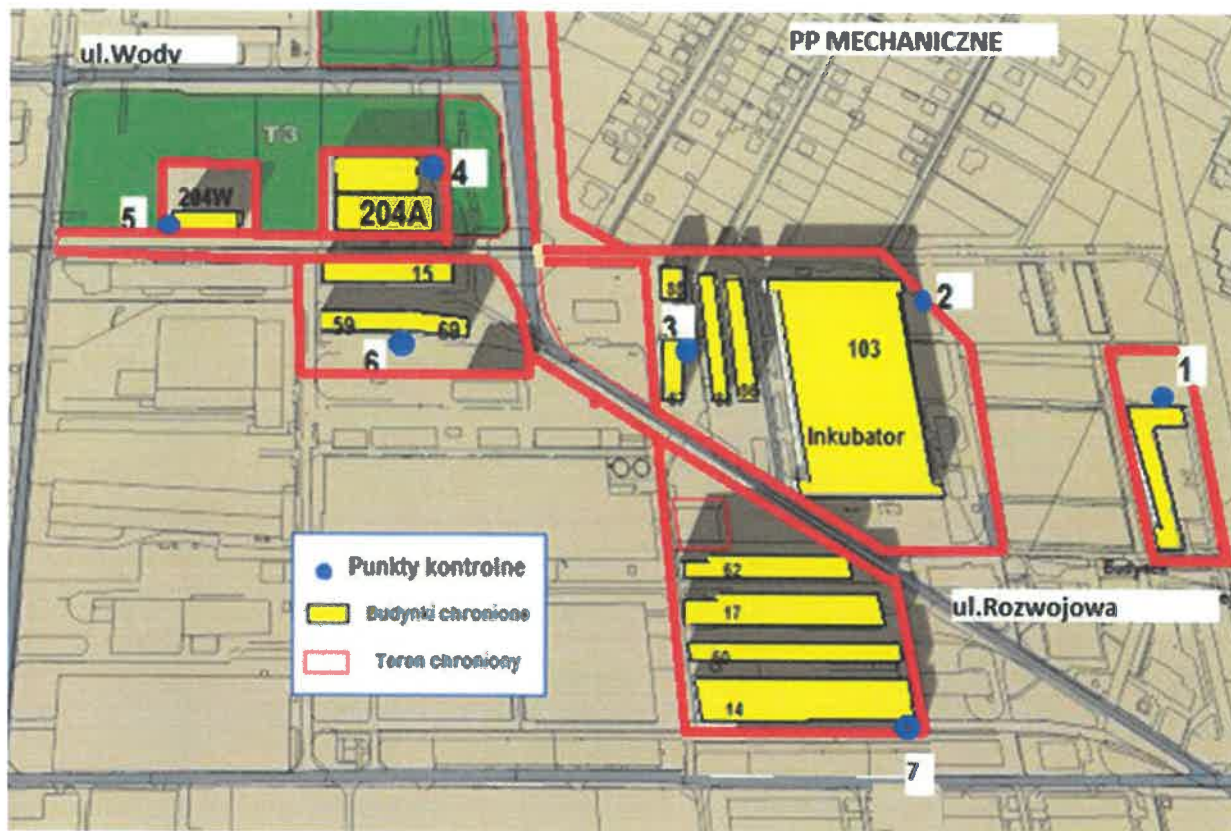 ul.Wody
PP MECHANICZNE
T3
4
204W
5
204A
15
2
3
59
69
6
103
1
Inkubator
Punkty kontrolne
Budynki chronione
Teren chroniony
62
17
ul.Rozwojowa
14
7